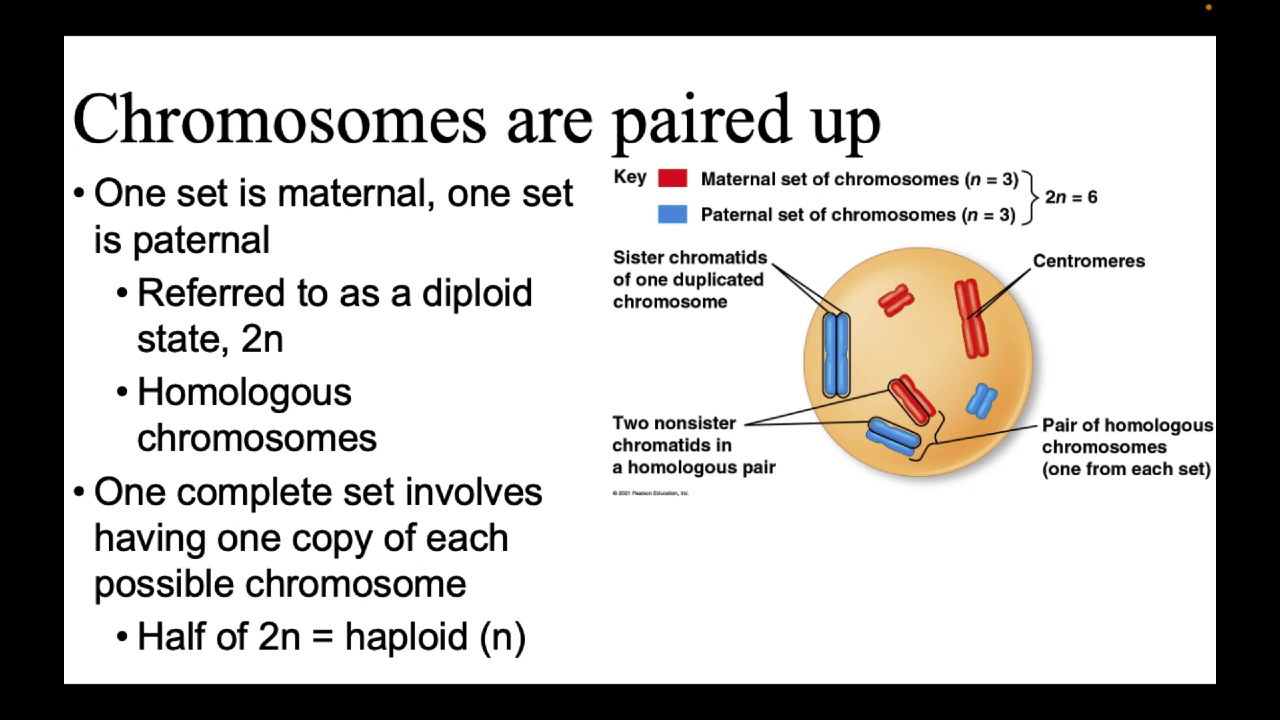 Chromosomes are paired up
• One set is maternal, one set
is paternal
• Referred to as a diploid
state, 2n
• Homologous
chromosomes
• One complete set involves
having one copy of each
possible chromosome
• Half of 2n = haploid (n)
Key
Maternal set of chromosomes (n = 3)
Paternal set of chromosomes (n = 3)
2n = 6
Sister chromatids
of one duplicated
chromosome
Centromeres
Two nonsister
chromatids in
a homologous pair
Pair of homologous
chromosomes
(one from each set)
© 2021 Pearson Education, Inc.